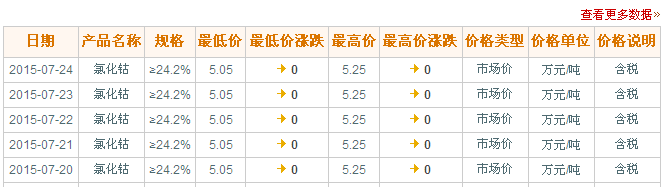 查看更多数据»
日期 产品名称 规格 最低价 最低价涨跌 最高价 最高价涨跌 价格类型 价格单位 价格说明
2015-07-24 氯化钴 ≥24.2% 5.05 → 0 5.25 → 0 市场价 万元/吨 含税
2015-07-23 氯化钴 ≥24.2% 5.05 → 0 5.25 → 0 市场价 万元/吨 含税
2015-07-22 氯化钴 ≥24.2% 5.05 → 0 5.25 → 0 市场价 万元/吨 含税
2015-07-21 氯化钴 ≥24.2% 5.05 → 0 5.25 → 0 市场价 万元/吨 含税
2015-07-20 氯化钴 ≥24.2% 5.05 → 0 5.25 → 0 市场价 万元/吨 含税